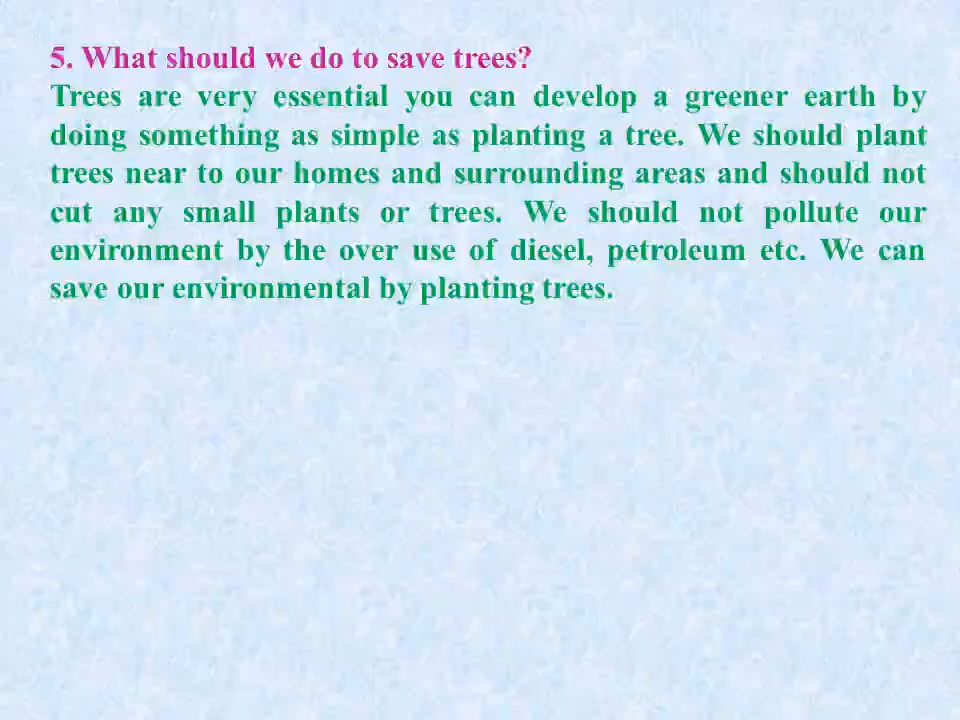 5. What should we do to save trees?
Trees are very essential you can develop a greener earth by
doing something as simple as planting a tree. We should plant
trees near to our homes and surrounding areas and should not
cut any small plants or trees. We should not pollute our
environment by the over use of diesel, petroleum etc. We can
save our environmental by planting trees.